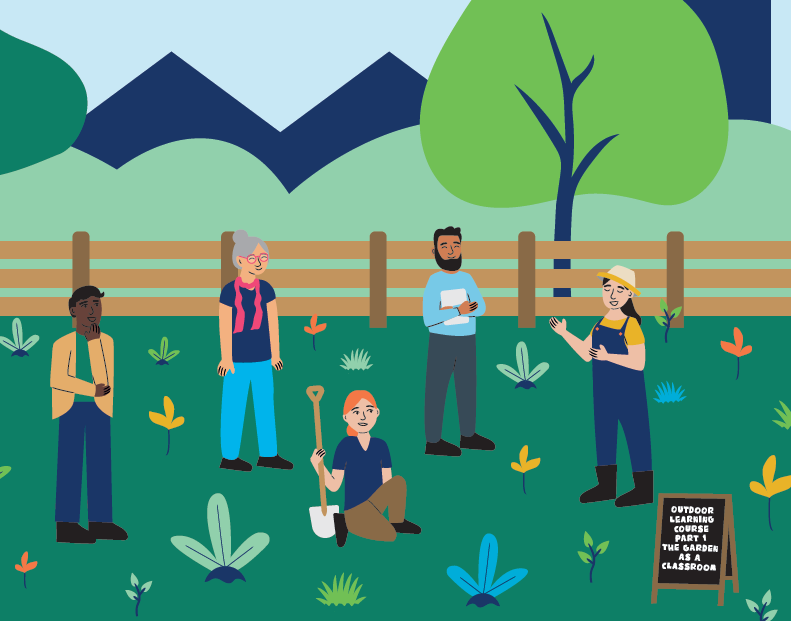 OUTDOOR
LEARNING
COURSE
PART 1
THE GARDEN
AS A
CLASSROOM